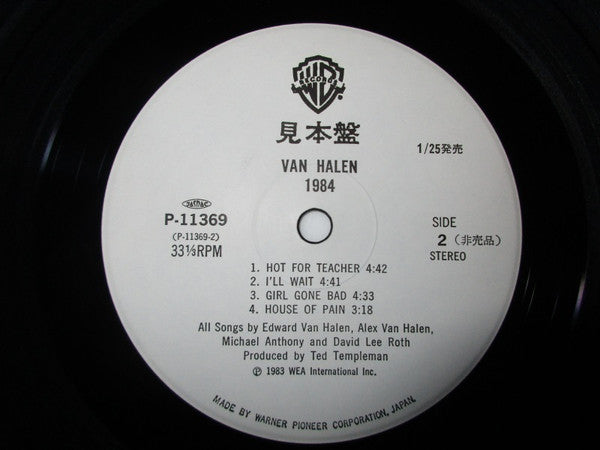 WB RECORDS
見本盤
1/25発売
VAN HALEN
1984
JASRAC
P-11369
(P-11369-2)
33⅓RPM
SIDE
2 (非売品)
STEREO
1. HOT FOR TEACHER 4:42
2. I'LL WAIT 4:41
3. GIRL GONE BAD 4:33
4. HOUSE OF PAIN 3:18
All Songs by Edward Van Halen, Alex Van Halen,
Michael Anthony and David Lee Roth
Produced by Ted Templeman
Ⓟ 1983 WEA International Inc.
MADE BY WARNER PIONEER CORPORATION, JAPAN.